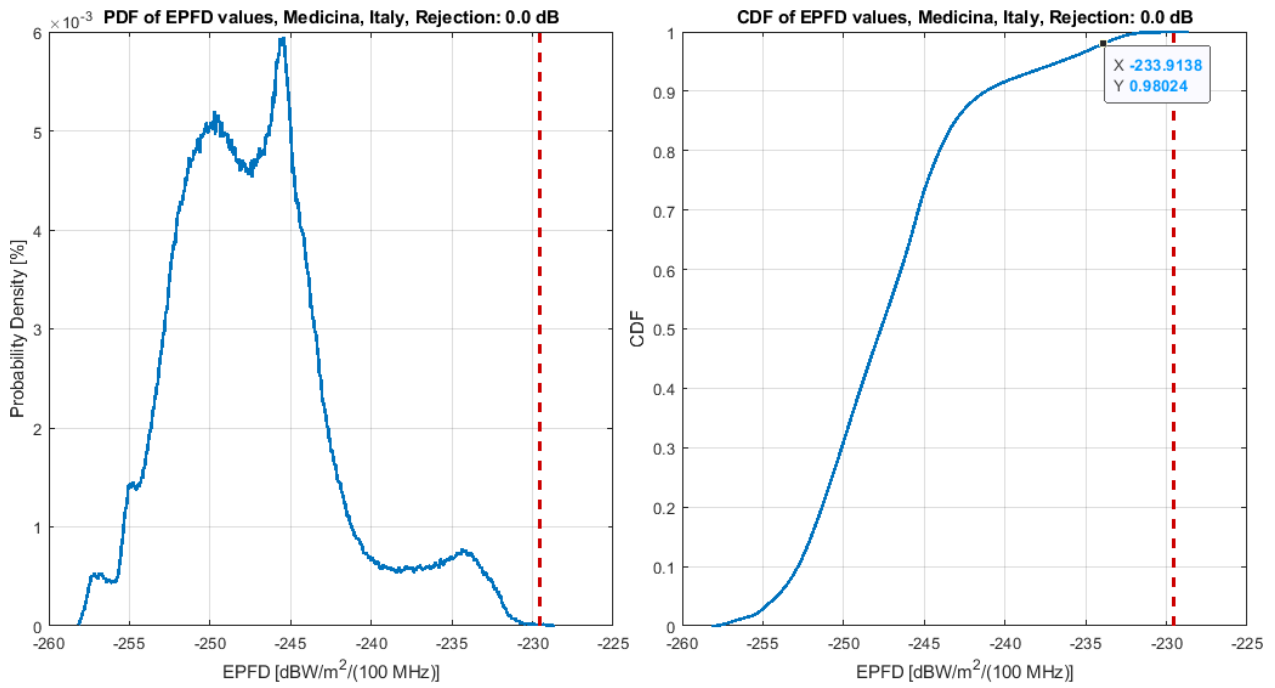 PDF of EPFD values, Medicina, Italy, Rejection: 0.0 dB
×10⁻³
6
5
4
3
2
1
0
Probability Density [%]
-260 -255 -250 -245 -240 -235 -230 -225
EPFD [dBW/m²/(100 MHz)]
CDF of EPFD values, Medicina, Italy, Rejection: 0.0 dB
1
0.9
0.8
0.7
0.6
0.5
0.4
0.3
0.2
0.1
0
CDF
X -233.9138
Y 0.98024
-260 -255 -250 -245 -240 -235 -230 -225
EPFD [dBW/m²/(100 MHz)]